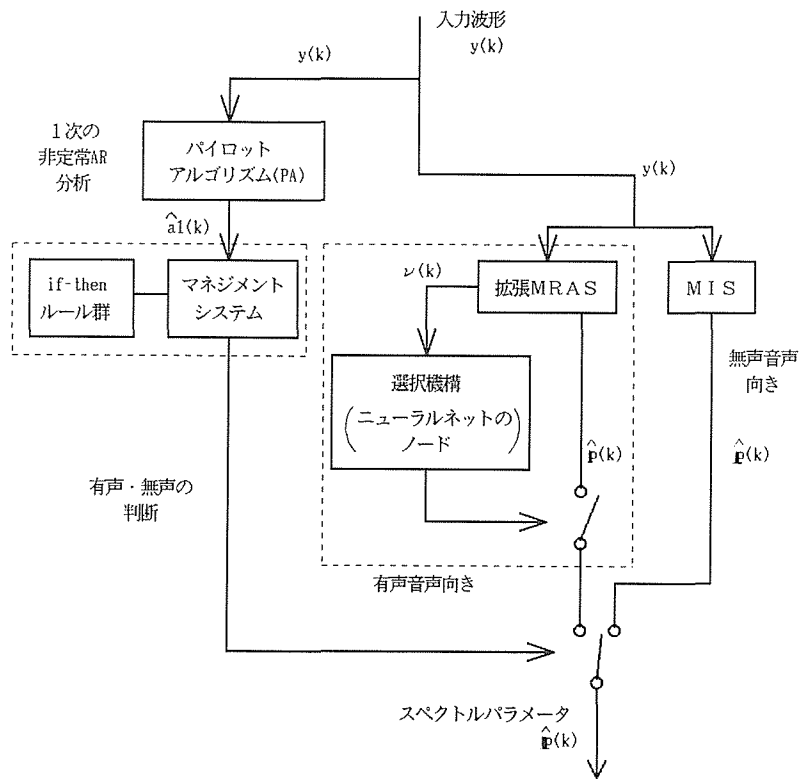 入力波形
y(k)
y(k)
１次の
非定常AR
分析
パイロット
アルゴリズム(PA)
y(k)
â1(k)
if-then
ルール群
マネジメント
システム
ν(k)
拡張ＭＲＡＳ
ＭＩＳ
選択機構
(ニューラルネットの
ノード)
無声音声
向き
p̂(k)
p̂(k)
有声・無声の
判断
有声音声向き
スペクトルパラメータ
p̂(k)